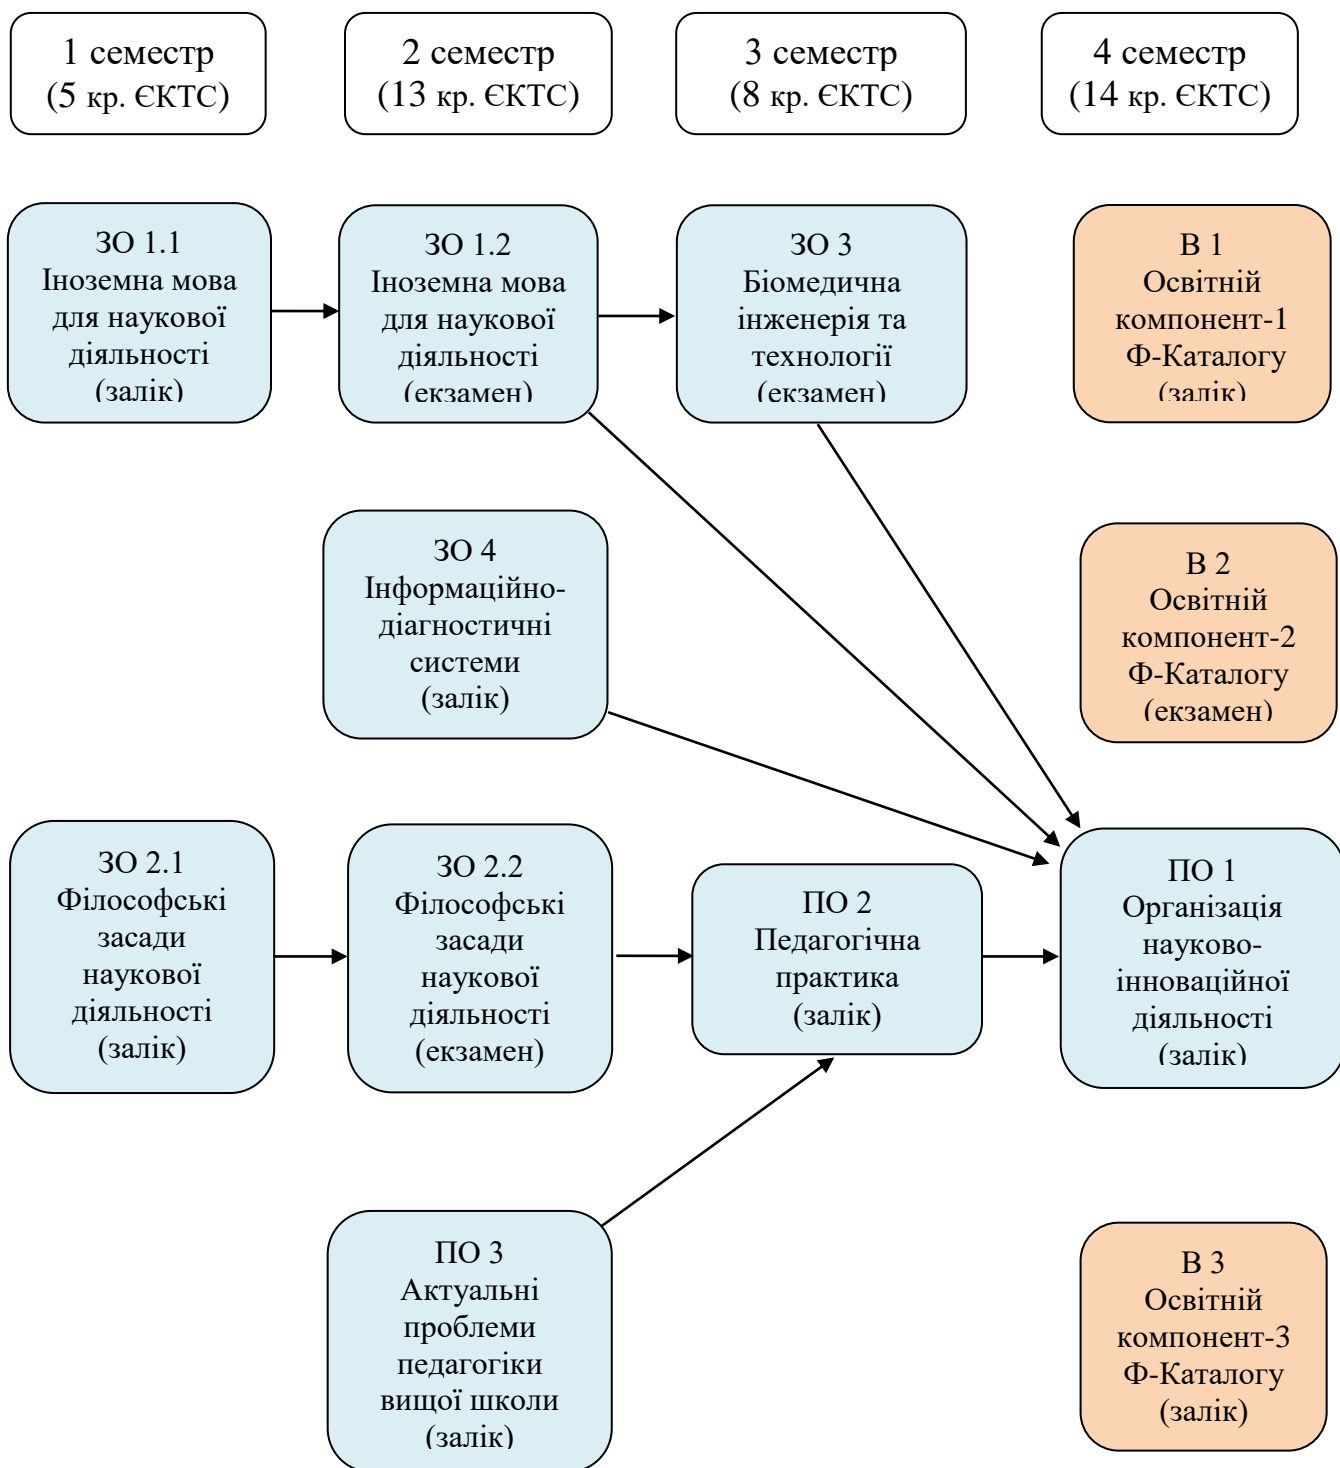 1 семестр
(5 кр. ЄКТС)
2 семестр
(13 кр. ЄКТС)
3 семестр
(8 кр. ЄКТС)
4 семестр
(14 кр. ЄКТС)
ЗО 1.1
Іноземна мова
для наукової
діяльності
(залік)
ЗО 1.2
Іноземна мова
для наукової
діяльності
(екзамен)
ЗО 3
Біомедична
інженерія та
технології
(екзамен)
В 1
Освітній
компонент-1
Ф-Каталогу
(залік)
ЗО 4
Інформаційно-
діагностичні
системи
(залік)
В 2
Освітній
компонент-2
Ф-Каталогу
(екзамен)
ЗО 2.1
Філософські
засади
наукової
діяльності
(залік)
ЗО 2.2
Філософські
засади
наукової
діяльності
(екзамен)
ПО 2
Педагогічна
практика
(залік)
ПО 1
Організація
науково-
інноваційної
діяльності
(залік)
ПО 3
Актуальні
проблеми
педагогіки
вищої школи
(залік)
В 3
Освітній
компонент-3
Ф-Каталогу
(залік)